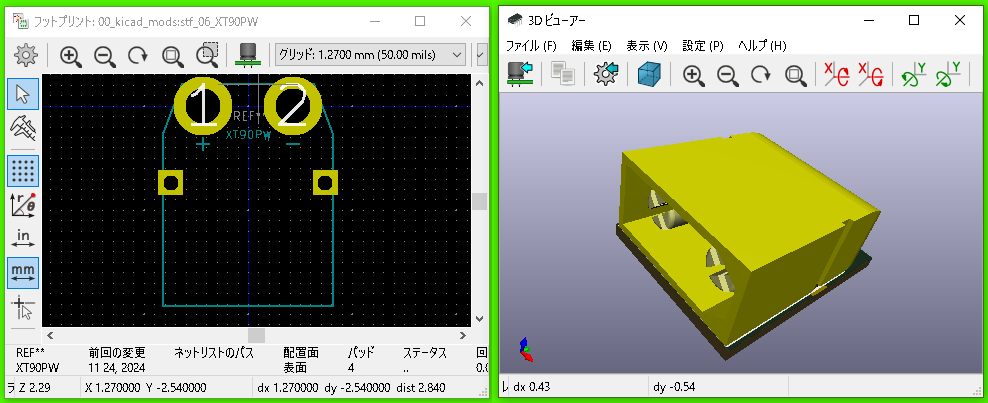 フットプリント: 00_kicad_mods:stf_06_XT90PW
グリッド: 1.2700 mm (50.00 mils)
in
mm
1
2
REF**
XT90PW
+
−
REF** 前回の変更 ネットリストのパス 配置面 パッド ステータス 回
XT90PW 11 24, 2024 表面 4 .. 0.0
Z 2.29 X 1.270000 Y -2.540000 dx 1.270000 dy -2.540000 dist 2.840
3D ビューアー
ファイル (F) 編集 (E) 表示 (V) 設定 (P) ヘルプ (H)
X X Y Y
dx 0.43 dy -0.54